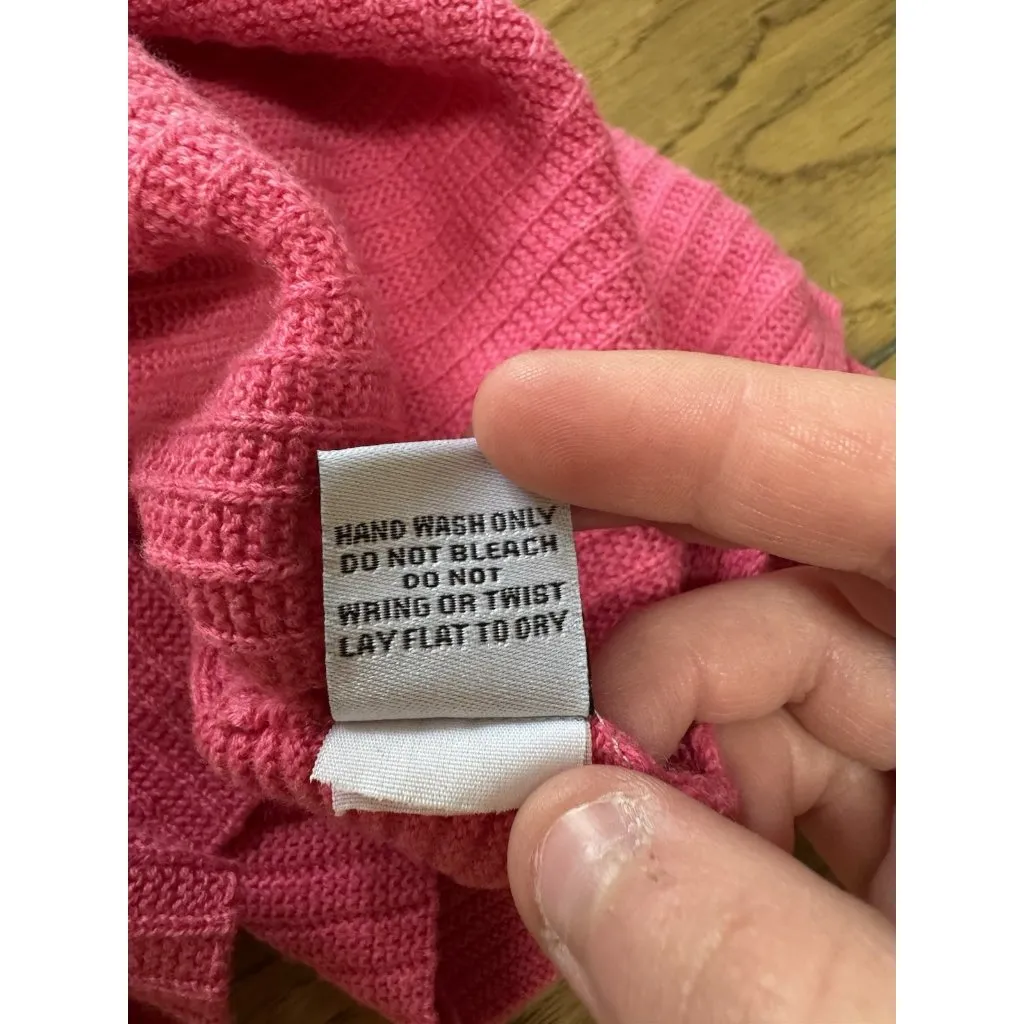 HAND WASH ONLY
DO NOT BLEACH
DO NOT
WRING OR TWIST
LAY FLAT TO DRY